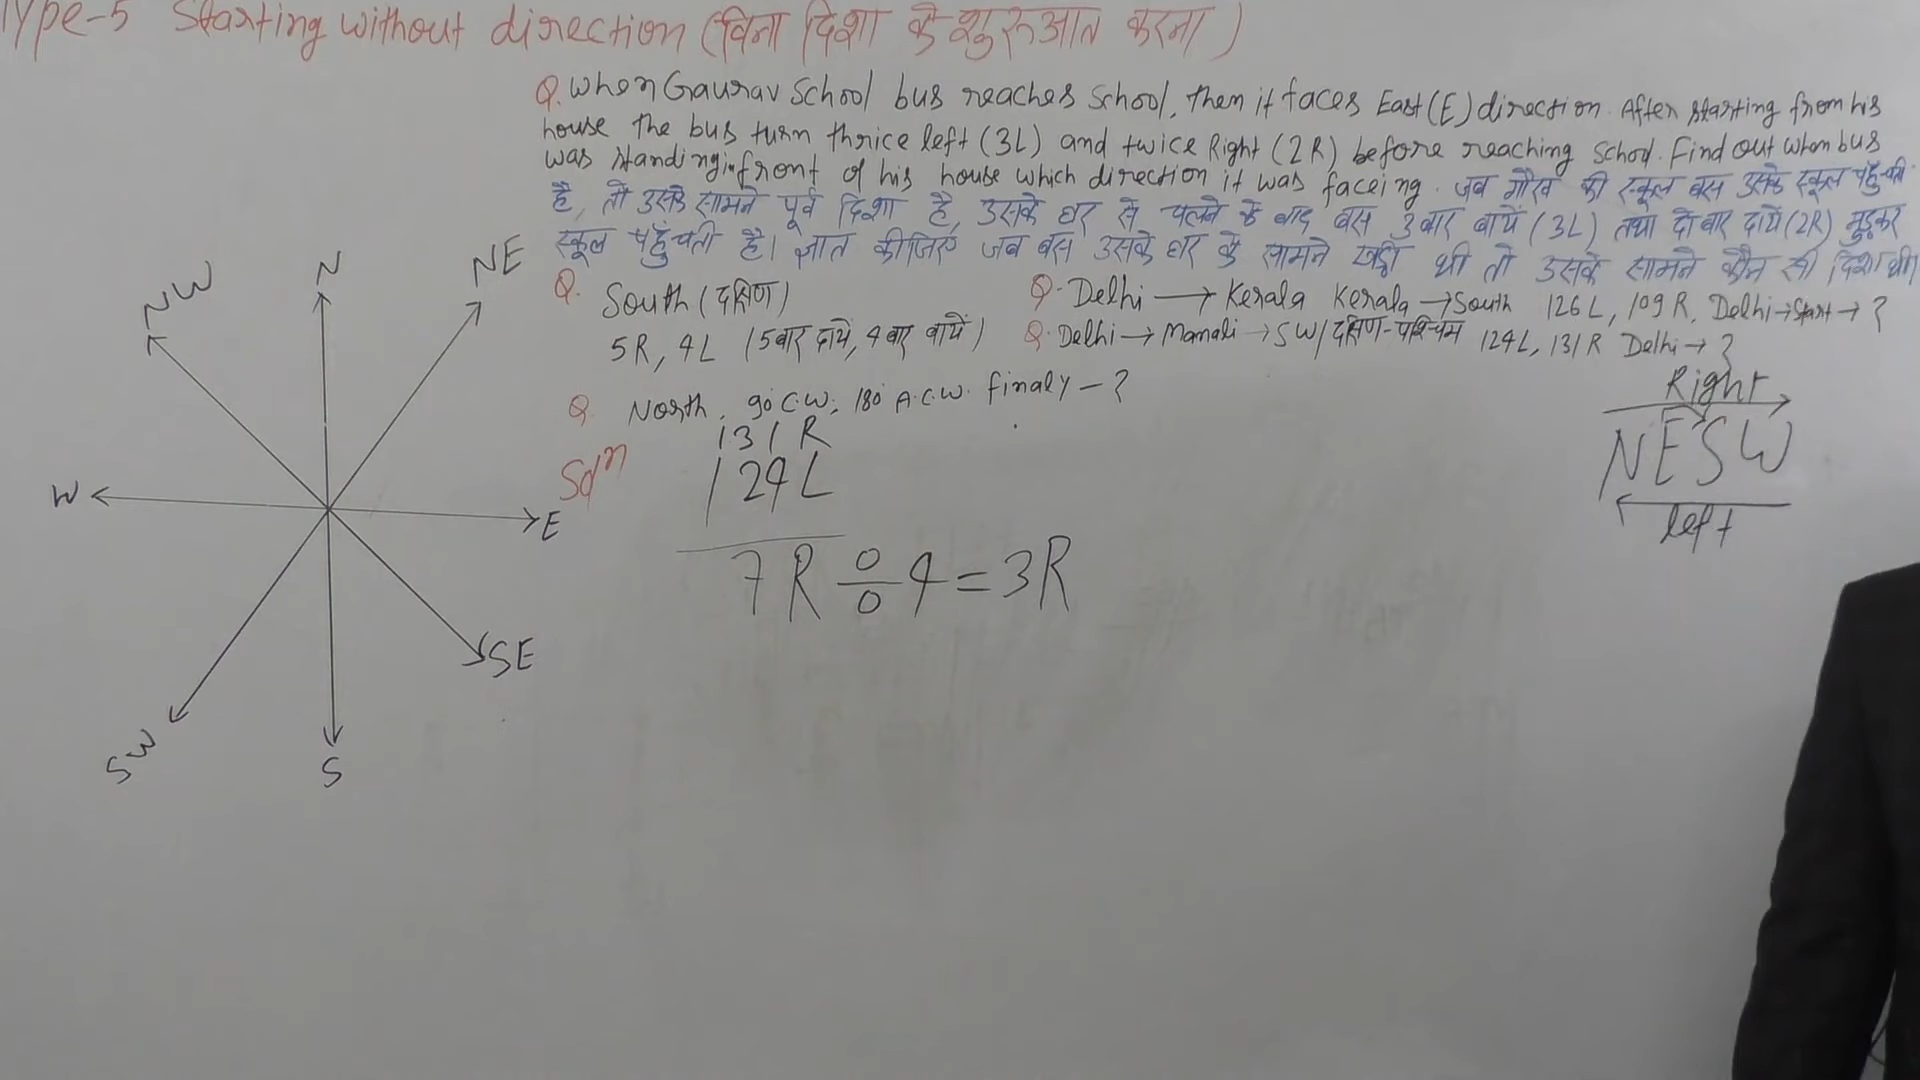 Type-5 Starting without direction (बिना दिशा के शुरुआत करना)
Q. When Gaurav School bus reaches School, then it faces East (E) direction. After starting from his
house the bus turn thrice left (3L) and twice Right (2R) before reaching School. Find out when bus
was standing in front of his house which direction it was faceing. जब गौरव की स्कूल बस उसके स्कूल पहुँचती
है, तो उसके सामने पूर्व दिशा है, उसके घर से चलने के बाद बस 3 बार बायें (3L) तथा दो बार दायें (2R) मुड़कर
स्कूल पहुंचती है। ज्ञात कीजिए जब बस उसके घर के सामने खड़ी थी तो उसके सामने कौन सी दिशा थी।
Q. South (दक्षिण)
5R, 4L (5बार दायें, 4 बार बायें)
Q. Delhi → Kerala Kerala → South 126L, 109R, Delhi → Start → ?
Q. Delhi → Manali → SW/दक्षिण-पश्चिम 124L, 131R Delhi → ?
Q. North, 90° C.W; 180° A.C.W. finaly - ?
Right
NESW
left
Solⁿ
131R
124L
7R ÷ 4 = 3R
NW
N
NE
W
E
SW
S
SE